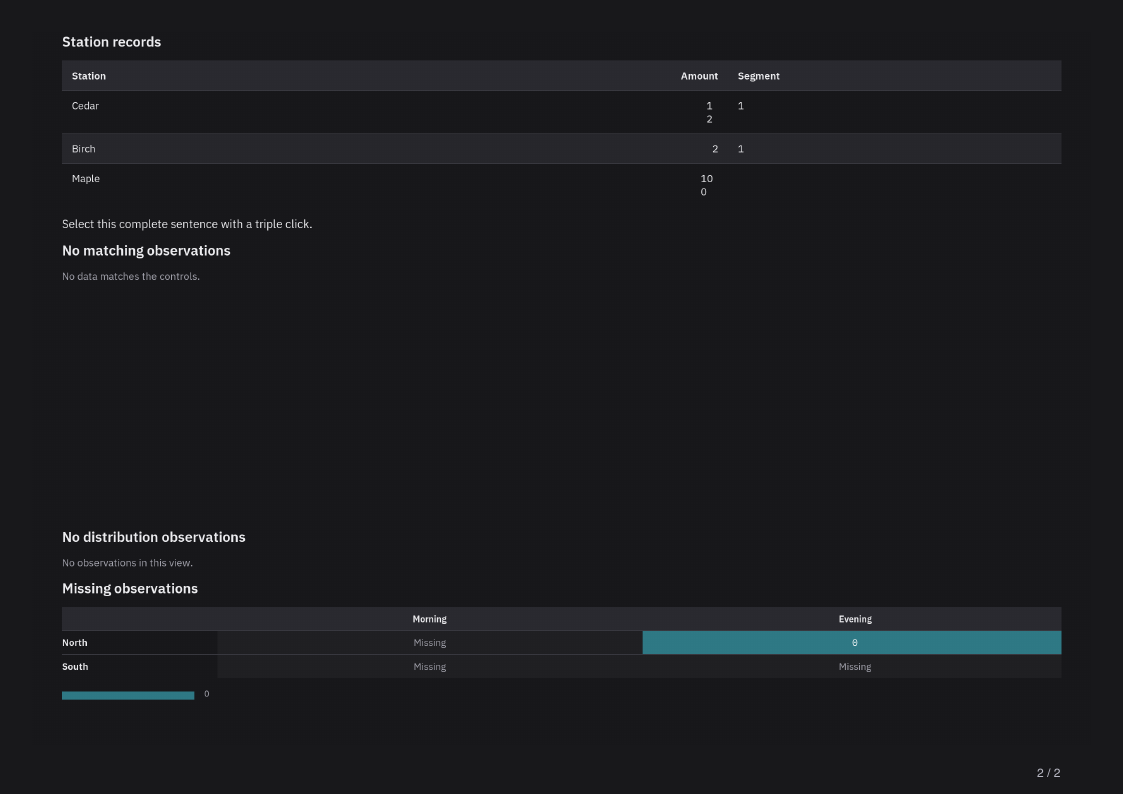 Station records
Station Amount Segment
Cedar 1 1
2
Birch 2 1
Maple 10
0
Select this complete sentence with a triple click.
No matching observations
No data matches the controls.
No distribution observations
No observations in this view.
Missing observations
Morning Evening
North Missing 0
South Missing Missing
0
2 / 2